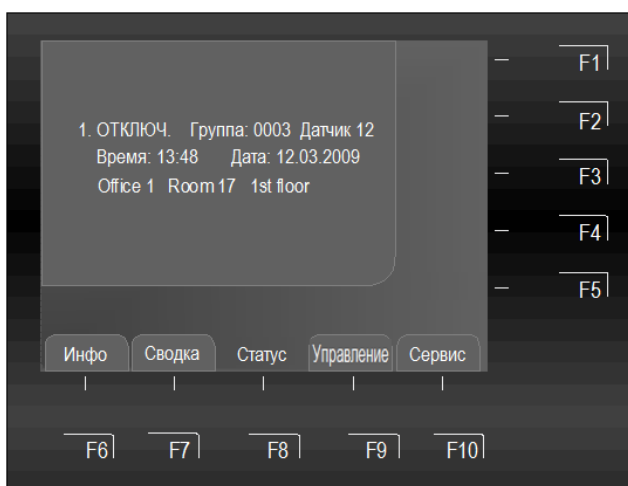 F1
1. ОТКЛЮЧ. Группа: 0003 Датчик 12
F2
Время: 13:48 Дата: 12.03.2009
Office 1 Room 17 1st floor
F3
F4
F5
Инфо Сводка Статус Управление Сервис
F6 F7 F8 F9 F10